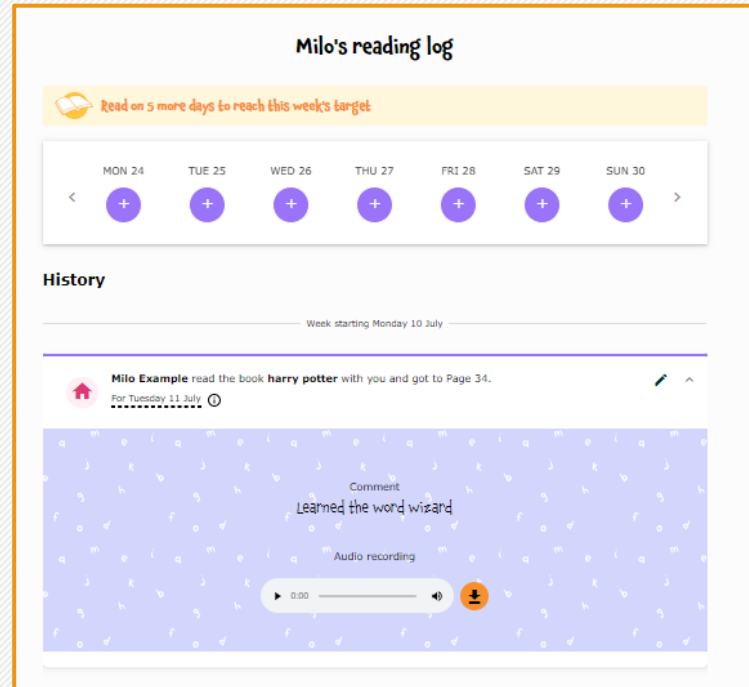 Milo's reading log
Read on 5 more days to reach this week's target
MON 24 TUE 25 WED 26 THU 27 FRI 28 SAT 29 SUN 30
< + + + + + + + >
History
Week starting Monday 10 July
Milo Example read the book harry potter with you and got to Page 34.
For Tuesday 11 July
Comment
Learned the word wizard
Audio recording
0:00